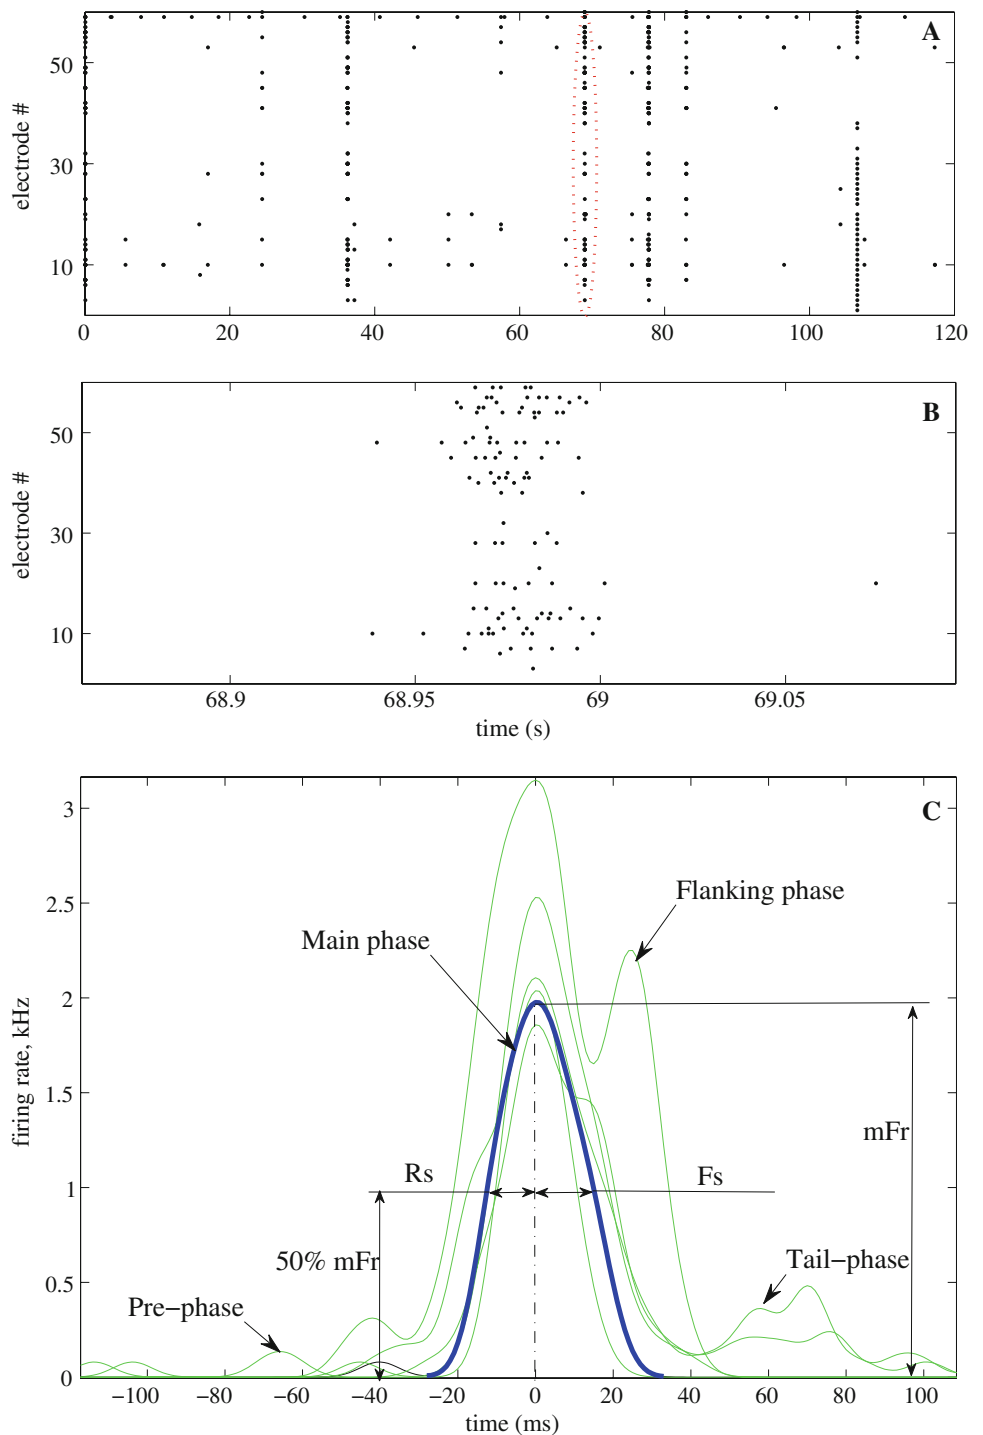 A
electrode #
50
30
10
0 20 40 60 80 100 120
B
electrode #
50
30
10
68.9 68.95 69 69.05
time (s)
C
firing rate, kHz
3
2.5
2
1.5
1
0.5
0
Flanking phase
Main phase
mFr
Rs
Fs
50% mFr
Tail−phase
Pre−phase
−100 −80 −60 −40 −20 0 20 40 60 80 100
time (ms)